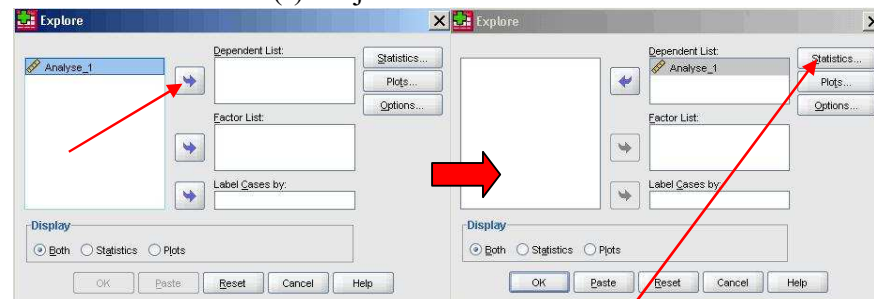 Explore
Analyse_1
Dependent List:
Statistics...
Plots...
Options...
Factor List:
Label Cases by:
Display
Both Statistics Plots
OK Paste Reset Cancel Help
Explore
Dependent List:
Analyse_1
Statistics...
Plots...
Options...
Factor List:
Label Cases by:
Display
Both Statistics Plots
OK Paste Reset Cancel Help